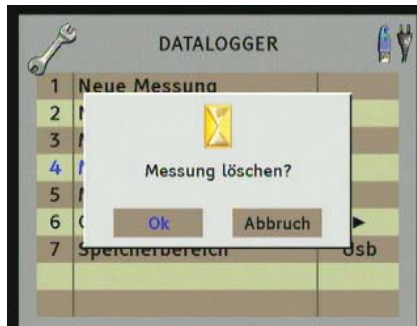 DATALOGGER
1 Neue Messung
2
3
4
5
6
7 Speicherbereich Usb
Messung löschen?
Ok Abbruch